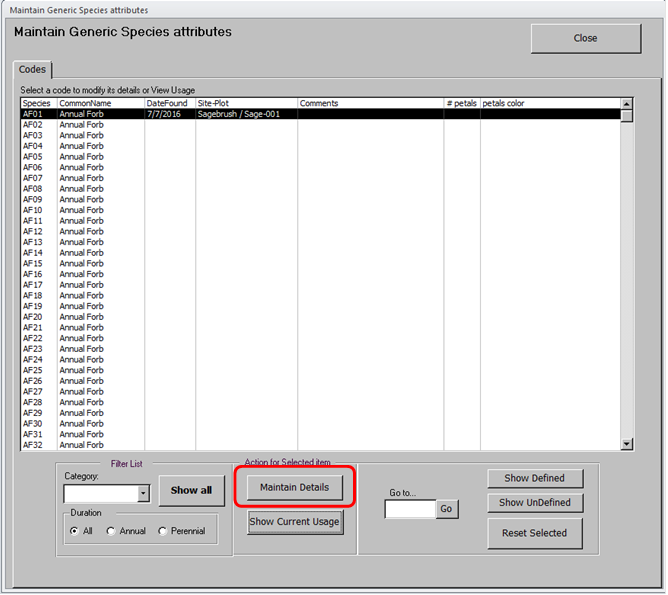 Maintain Generic Species attributes
Maintain Generic Species attributes
Close
Codes
Select a code to modify its details or View Usage
Species CommonName DateFound Site-Plot Comments # petals petals color
AF01 Annual Forb 7/7/2016 Sagebrush / Sage-001
AF02 Annual Forb
AF03 Annual Forb
AF04 Annual Forb
AF05 Annual Forb
AF06 Annual Forb
AF07 Annual Forb
AF08 Annual Forb
AF09 Annual Forb
AF10 Annual Forb
AF11 Annual Forb
AF12 Annual Forb
AF13 Annual Forb
AF14 Annual Forb
AF15 Annual Forb
AF16 Annual Forb
AF17 Annual Forb
AF18 Annual Forb
AF19 Annual Forb
AF20 Annual Forb
AF21 Annual Forb
AF22 Annual Forb
AF23 Annual Forb
AF24 Annual Forb
AF25 Annual Forb
AF26 Annual Forb
AF27 Annual Forb
AF28 Annual Forb
AF29 Annual Forb
AF30 Annual Forb
AF31 Annual Forb
AF32 Annual Forb
Filter List
Category:
Show all
Duration
All Annual Perennial
Action for Selected item
Maintain Details
Show Current Usage
Go to...
Go
Show Defined
Show UnDefined
Reset Selected